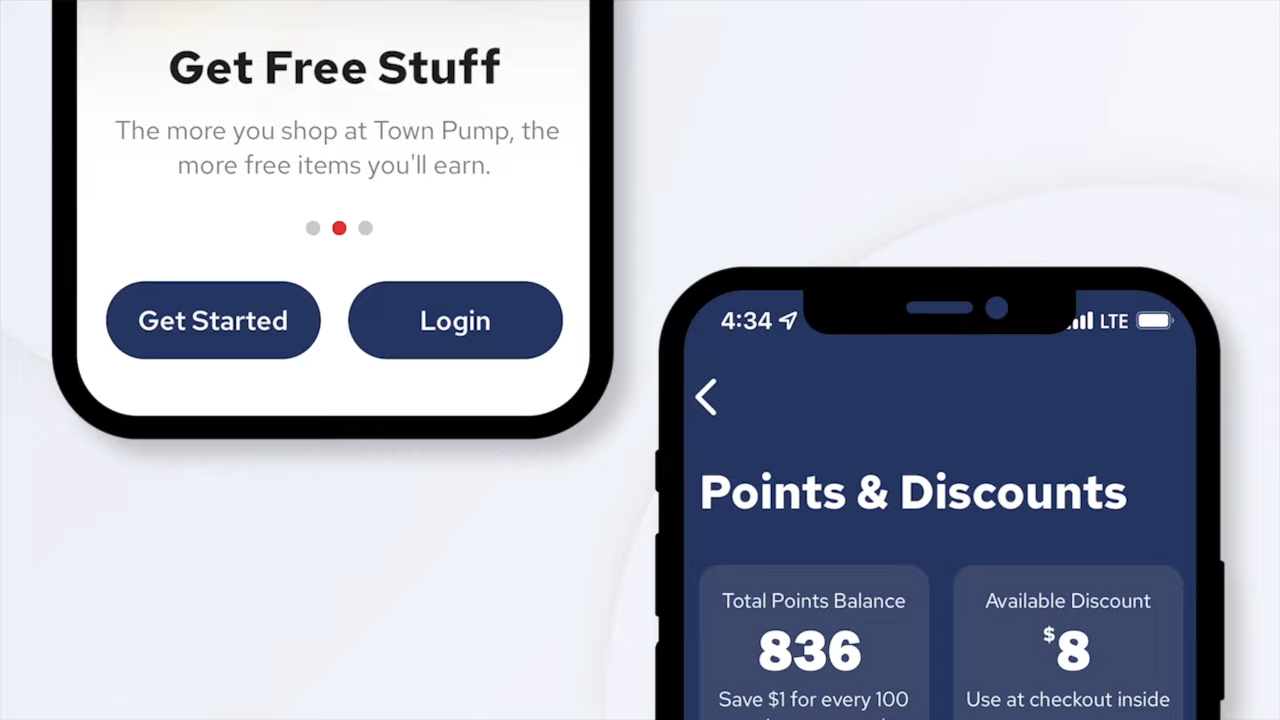 Get Free Stuff
The more you shop at Town Pump, the
more free items you'll earn.
Get Started
Login
4:34
LTE
Points & Discounts
Total Points Balance
836
Save $1 for every 100
Available Discount
$8
Use at checkout inside